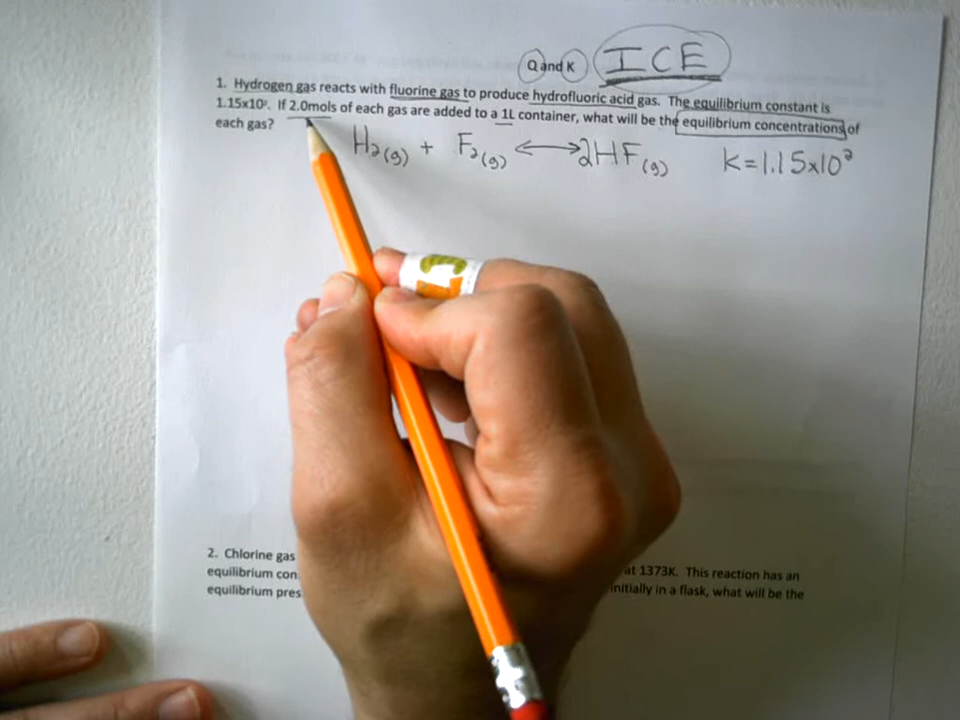 Q and K ICE
1. Hydrogen gas reacts with fluorine gas to produce hydrofluoric acid gas. The equilibrium constant is
1.15x10². If 2.0mols of each gas are added to a 1L container, what will be the equilibrium concentrations of
each gas?
H₂(g) + F₂(g) ⟷ 2HF(g) K=1.15x10²
2. Chlorine gas at 1373K. This reaction has an
equilibrium con initially in a flask, what will be the
equilibrium pres